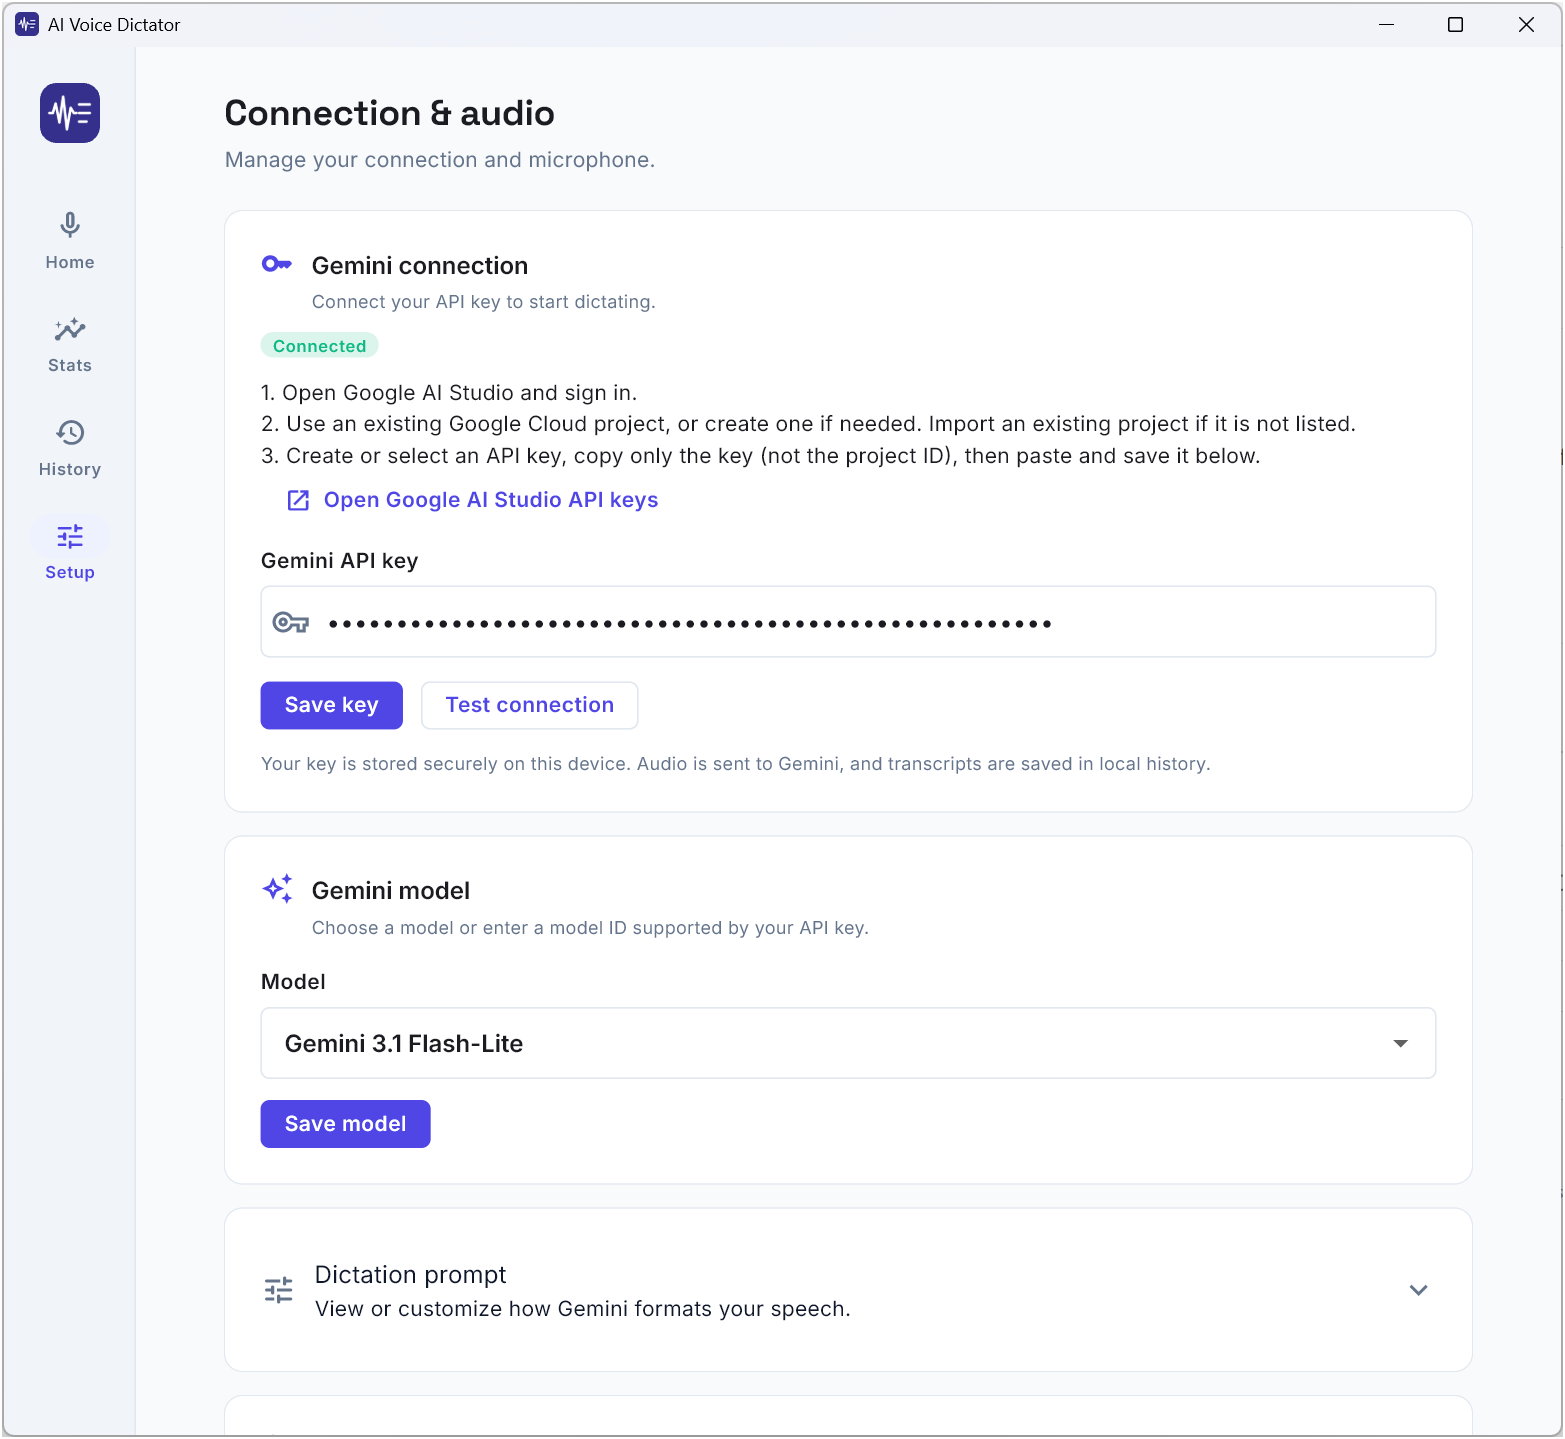 AI Voice Dictator
Home
Stats
History
Setup
Connection & audio
Manage your connection and microphone.
Gemini connection
Connect your API key to start dictating.
Connected
1. Open Google AI Studio and sign in.
2. Use an existing Google Cloud project, or create one if needed. Import an existing project if it is not listed.
3. Create or select an API key, copy only the key (not the project ID), then paste and save it below.
Open Google AI Studio API keys
Gemini API key
Save key
Test connection
Your key is stored securely on this device. Audio is sent to Gemini, and transcripts are saved in local history.
Gemini model
Choose a model or enter a model ID supported by your API key.
Model
Gemini 3.1 Flash-Lite
Save model
Dictation prompt
View or customize how Gemini formats your speech.